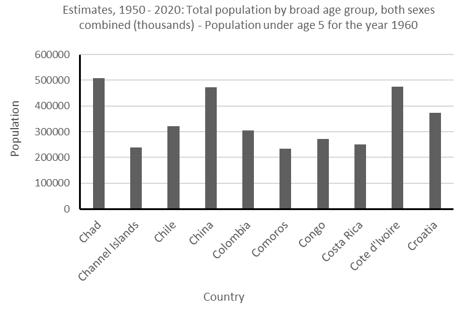 Estimates, 1950 - 2020: Total population by broad age group, both sexes
combined (thousands) - Population under age 5 for the year 1960
600000
500000
400000
300000
200000
100000
0
Population
Chad
Channel Islands
Chile
China
Colombia
Comoros
Congo
Costa Rica
Cote d'Ivoire
Croatia
Country